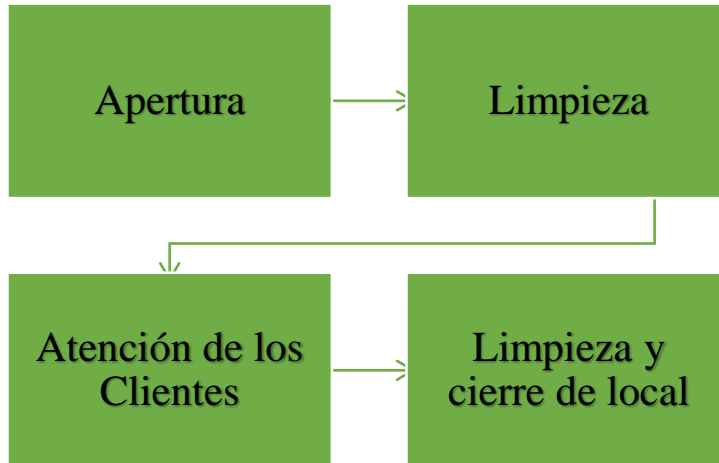 Apertura
Limpieza
Atención de los
Clientes
Limpieza y
cierre de local